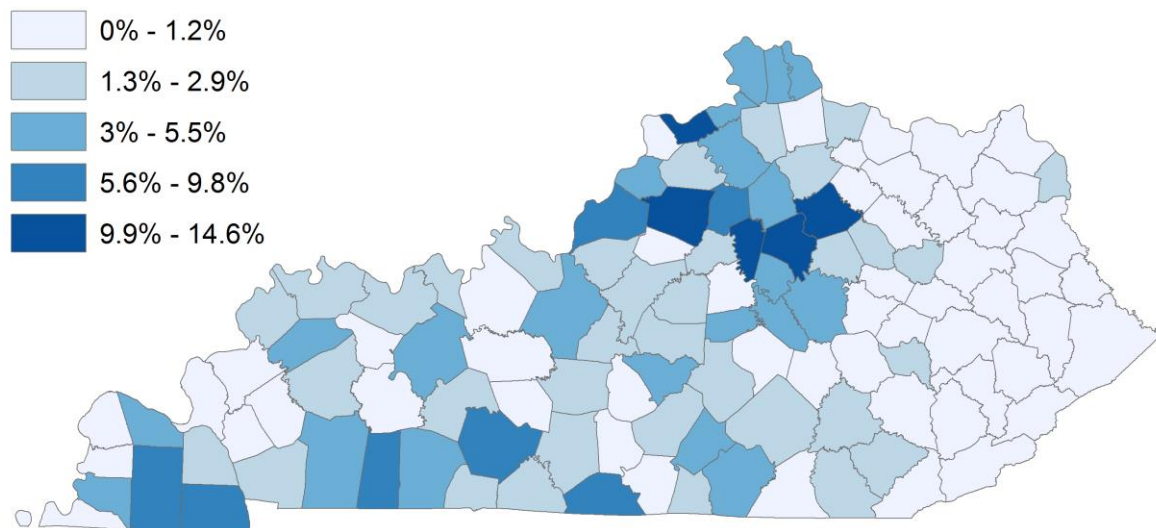 0% - 1.2%
1.3% - 2.9%
3% - 5.5%
5.6% - 9.8%
9.9% - 14.6%